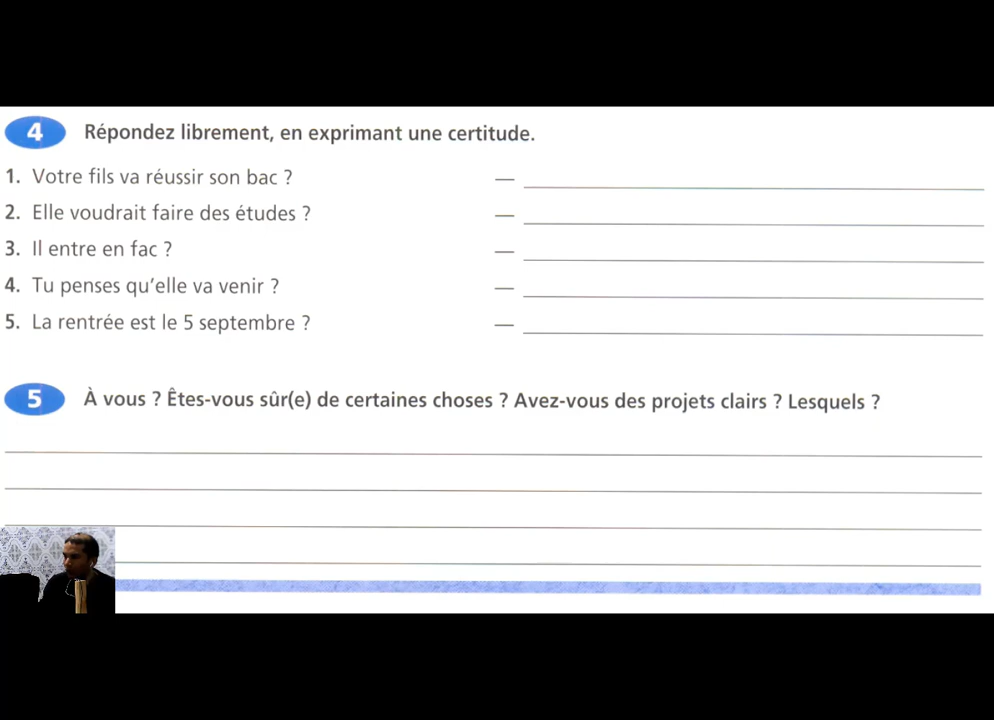 4 Répondez librement, en exprimant une certitude.
1. Votre fils va réussir son bac ? —
2. Elle voudrait faire des études ? —
3. Il entre en fac ? —
4. Tu penses qu'elle va venir ? —
5. La rentrée est le 5 septembre ? —
5 À vous ? Êtes-vous sûr(e) de certaines choses ? Avez-vous des projets clairs ? Lesquels ?